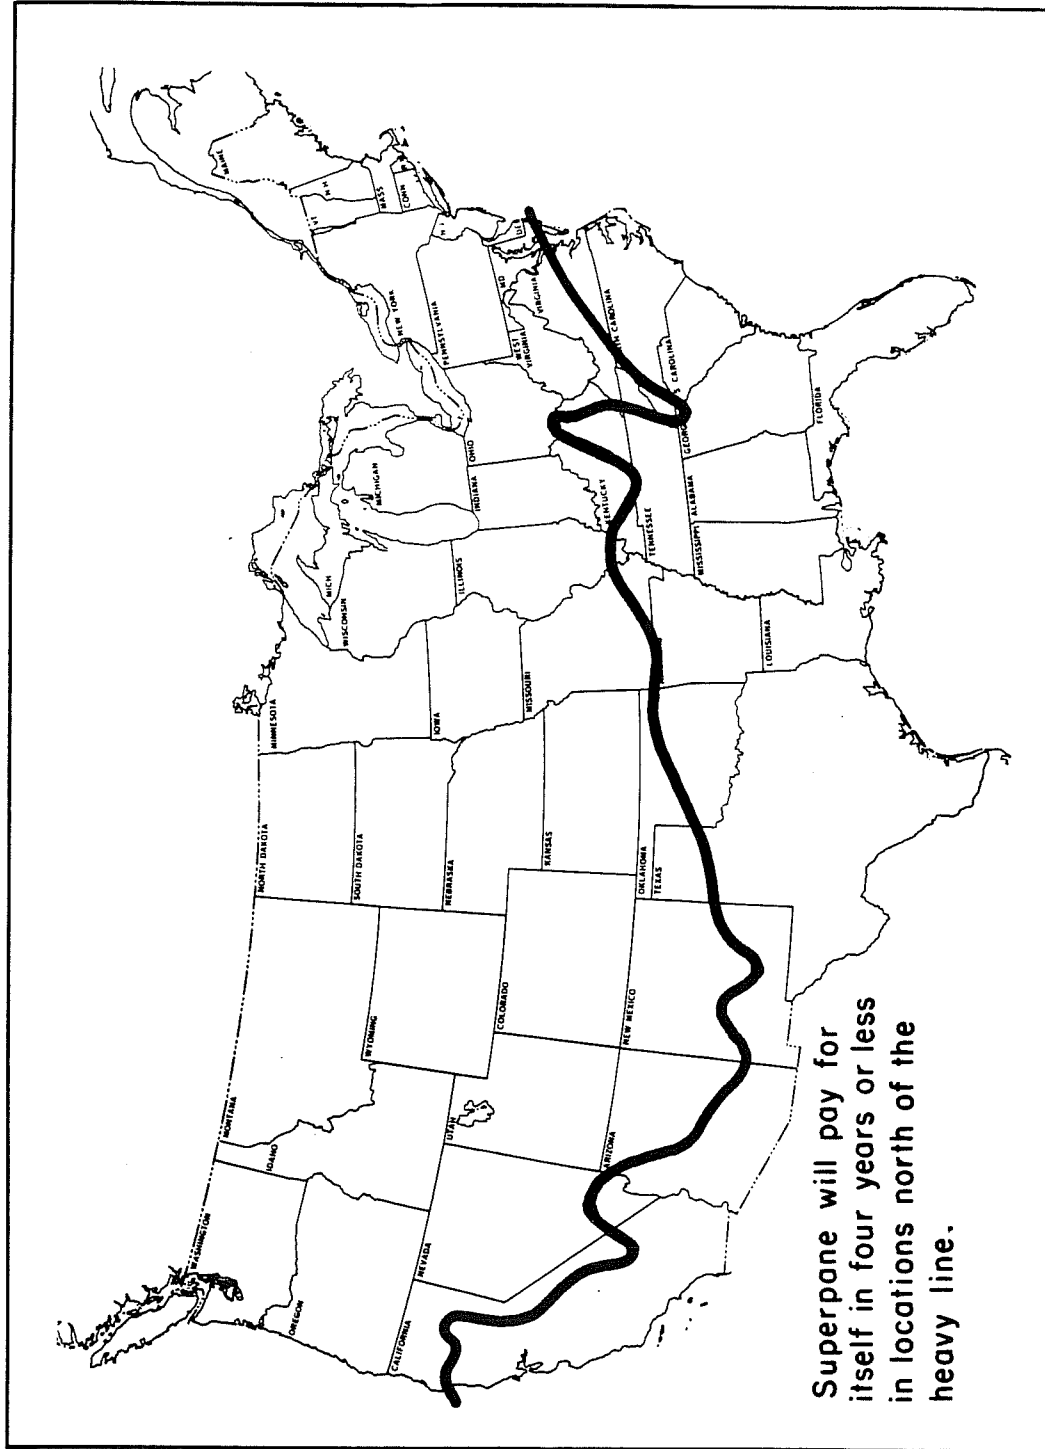 WASHINGTON
MONTANA
NORTH DAKOTA
MINNESOTA
MAINE
VT
N H
MASS
CONN
NEW YORK
MICH
WISCONSIN
MICHIGAN
OREGON
IDAHO
WYOMING
SOUTH DAKOTA
NEBRASKA
IOWA
ILLINOIS
INDIANA
OHIO
PENNSYLVANIA
N J
MD
DEL
CALIFORNIA
NEVADA
UTAH
COLORADO
KANSAS
MISSOURI
KENTUCKY
WEST
VIRGINIA
VIRGINIA
ARIZONA
NEW MEXICO
OKLAHOMA
TEXAS
TENNESSEE
TH CAROLINA
MISSISSIPPI
ALABAMA
GEORG
S CAROLINA
LOUISIANA
FLORIDA
Superpane will pay for
itself in four years or less
in locations north of the
heavy line.